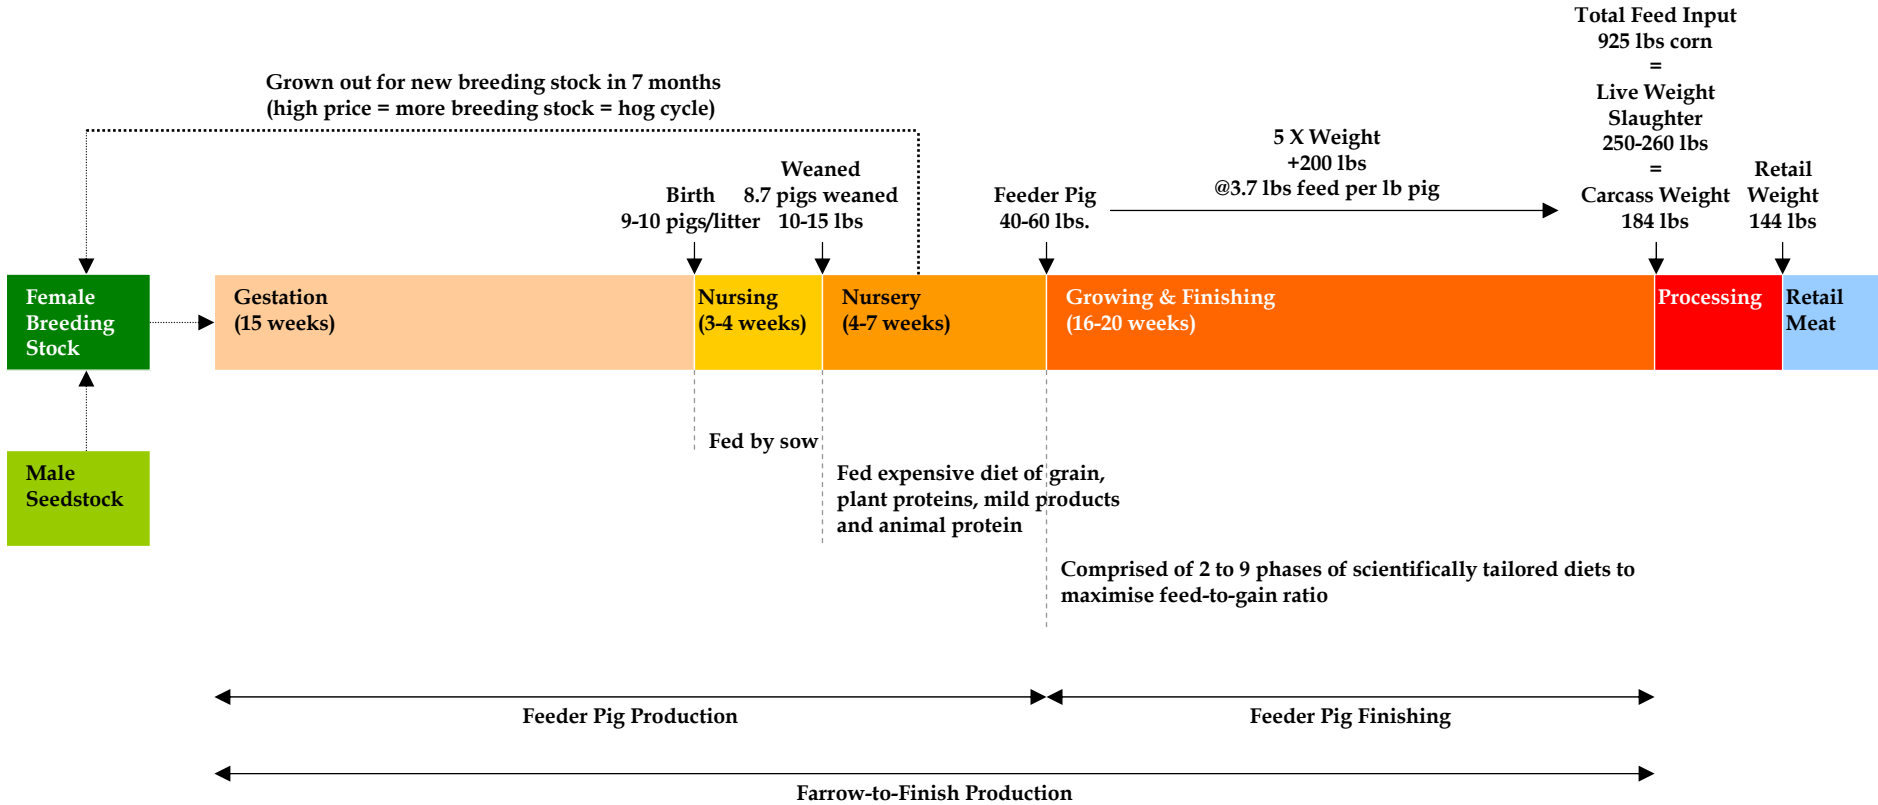 Total Feed Input
925 lbs corn
=
Live Weight
Slaughter
250-260 lbs
=
Carcass Weight
184 lbs
Grown out for new breeding stock in 7 months
(high price = more breeding stock = hog cycle)
5 X Weight
+200 lbs
@3.7 lbs feed per lb pig
Birth
9-10 pigs/litter
Weaned
8.7 pigs weaned
10-15 lbs
Feeder Pig
40-60 lbs.
Retail
Weight
144 lbs
Female
Breeding
Stock
Gestation
(15 weeks)
Nursing
(3-4 weeks)
Nursery
(4-7 weeks)
Growing & Finishing
(16-20 weeks)
Processing
Retail
Meat
Male
Seedstock
Fed by sow
Fed expensive diet of grain,
plant proteins, mild products
and animal protein
Comprised of 2 to 9 phases of scientifically tailored diets to
maximise feed-to-gain ratio
Feeder Pig Production
Feeder Pig Finishing
Farrow-to-Finish Production